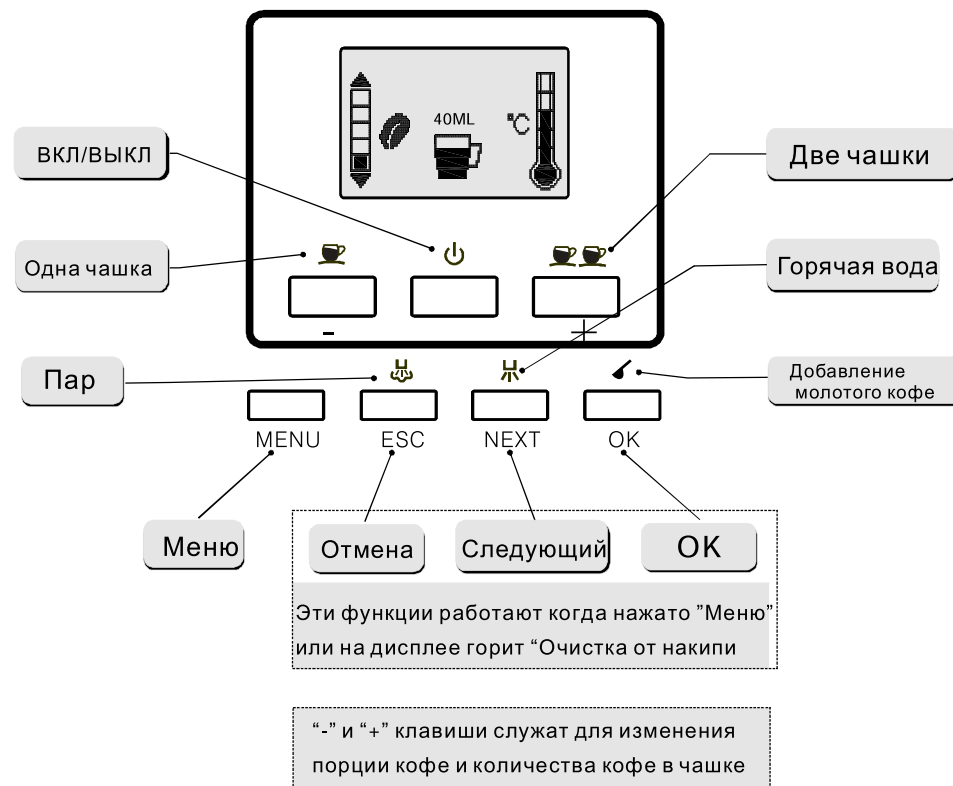 40ML
°C
ВКЛ/ВЫКЛ
Две чашки
Одна чашка
Горячая вода
-
+
Пар
Добавление
молотого кофе
MENU
ESC
NEXT
OK
Меню
Отмена
Следующий
OK
Эти функции работают когда нажато ”Меню”
или на дисплее горит “Очистка от накипи
“-” и “+” клавиши служат для изменения
порции кофе и количества кофе в чашке